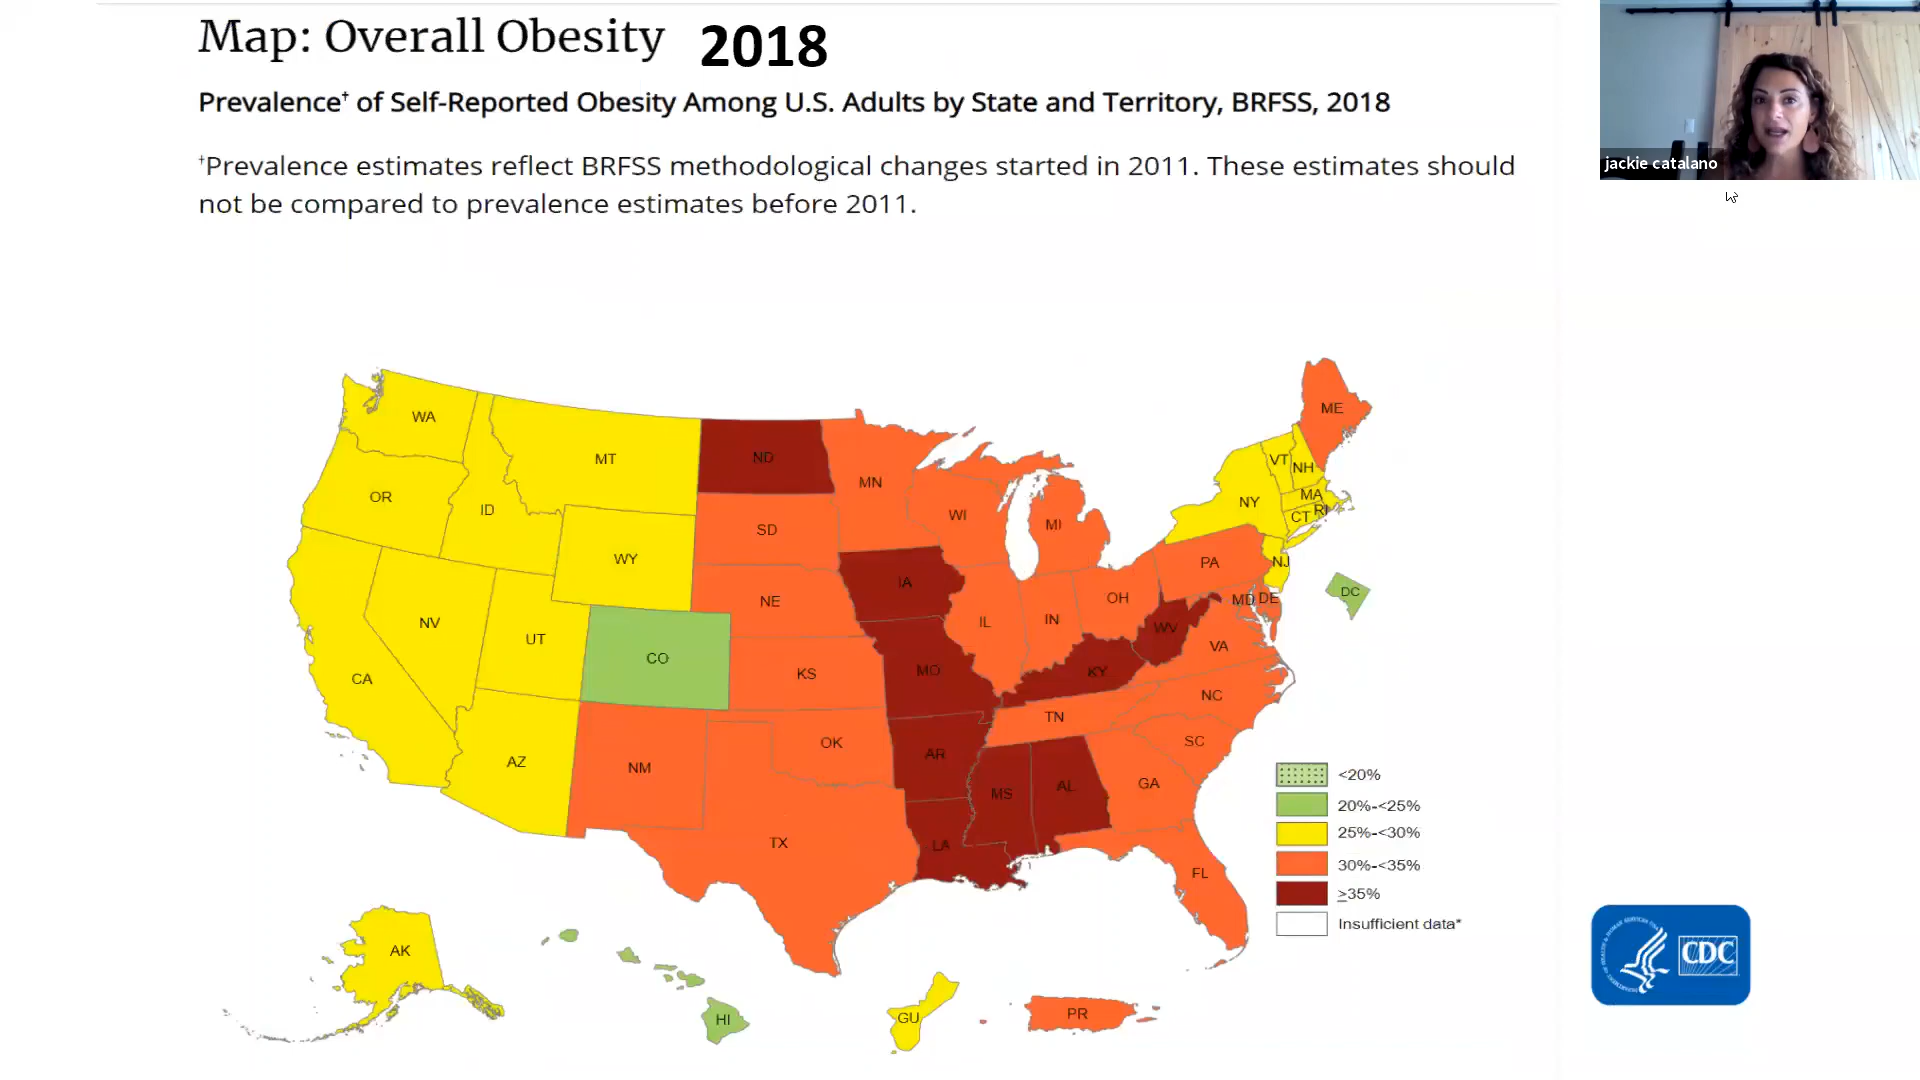 Map: Overall Obesity 2018
Prevalence† of Self-Reported Obesity Among U.S. Adults by State and Territory, BRFSS, 2018
†Prevalence estimates reflect BRFSS methodological changes started in 2011. These estimates should
not be compared to prevalence estimates before 2011.
jackie catalano
WA
MT
ND
MN
ME
VT
NH
OR
ID
SD
WI
MI
NY
MA
CT
RI
WY
IA
PA
NJ
NE
IL
IN
OH
MD
DE
DC
NV
UT
CO
KS
MO
KY
WV
VA
CA
NC
TN
AZ
NM
OK
AR
SC
MS
AL
GA
TX
LA
FL
<20%
20%-<25%
25%-<30%
30%-<35%
≥35%
Insufficient data*
AK
HI
GU
PR
CDC